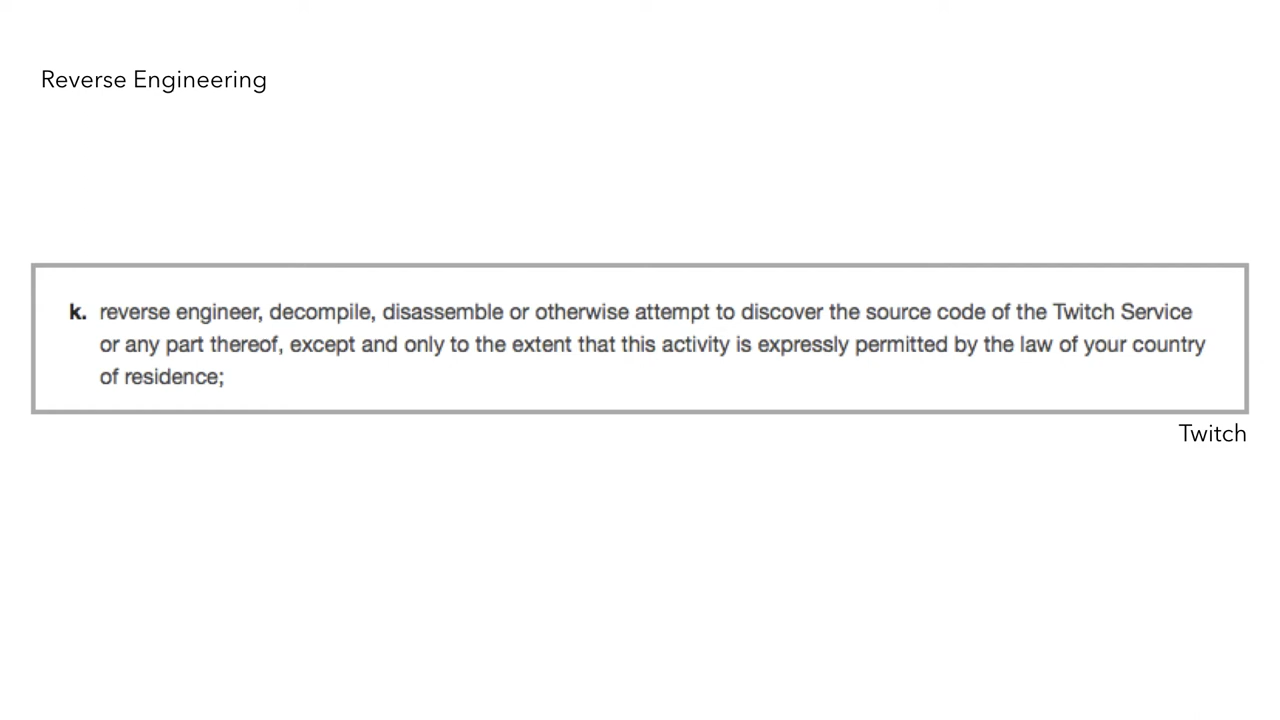 Reverse Engineering
k. reverse engineer, decompile, disassemble or otherwise attempt to discover the source code of the Twitch Service
or any part thereof, except and only to the extent that this activity is expressly permitted by the law of your country
of residence;
Twitch